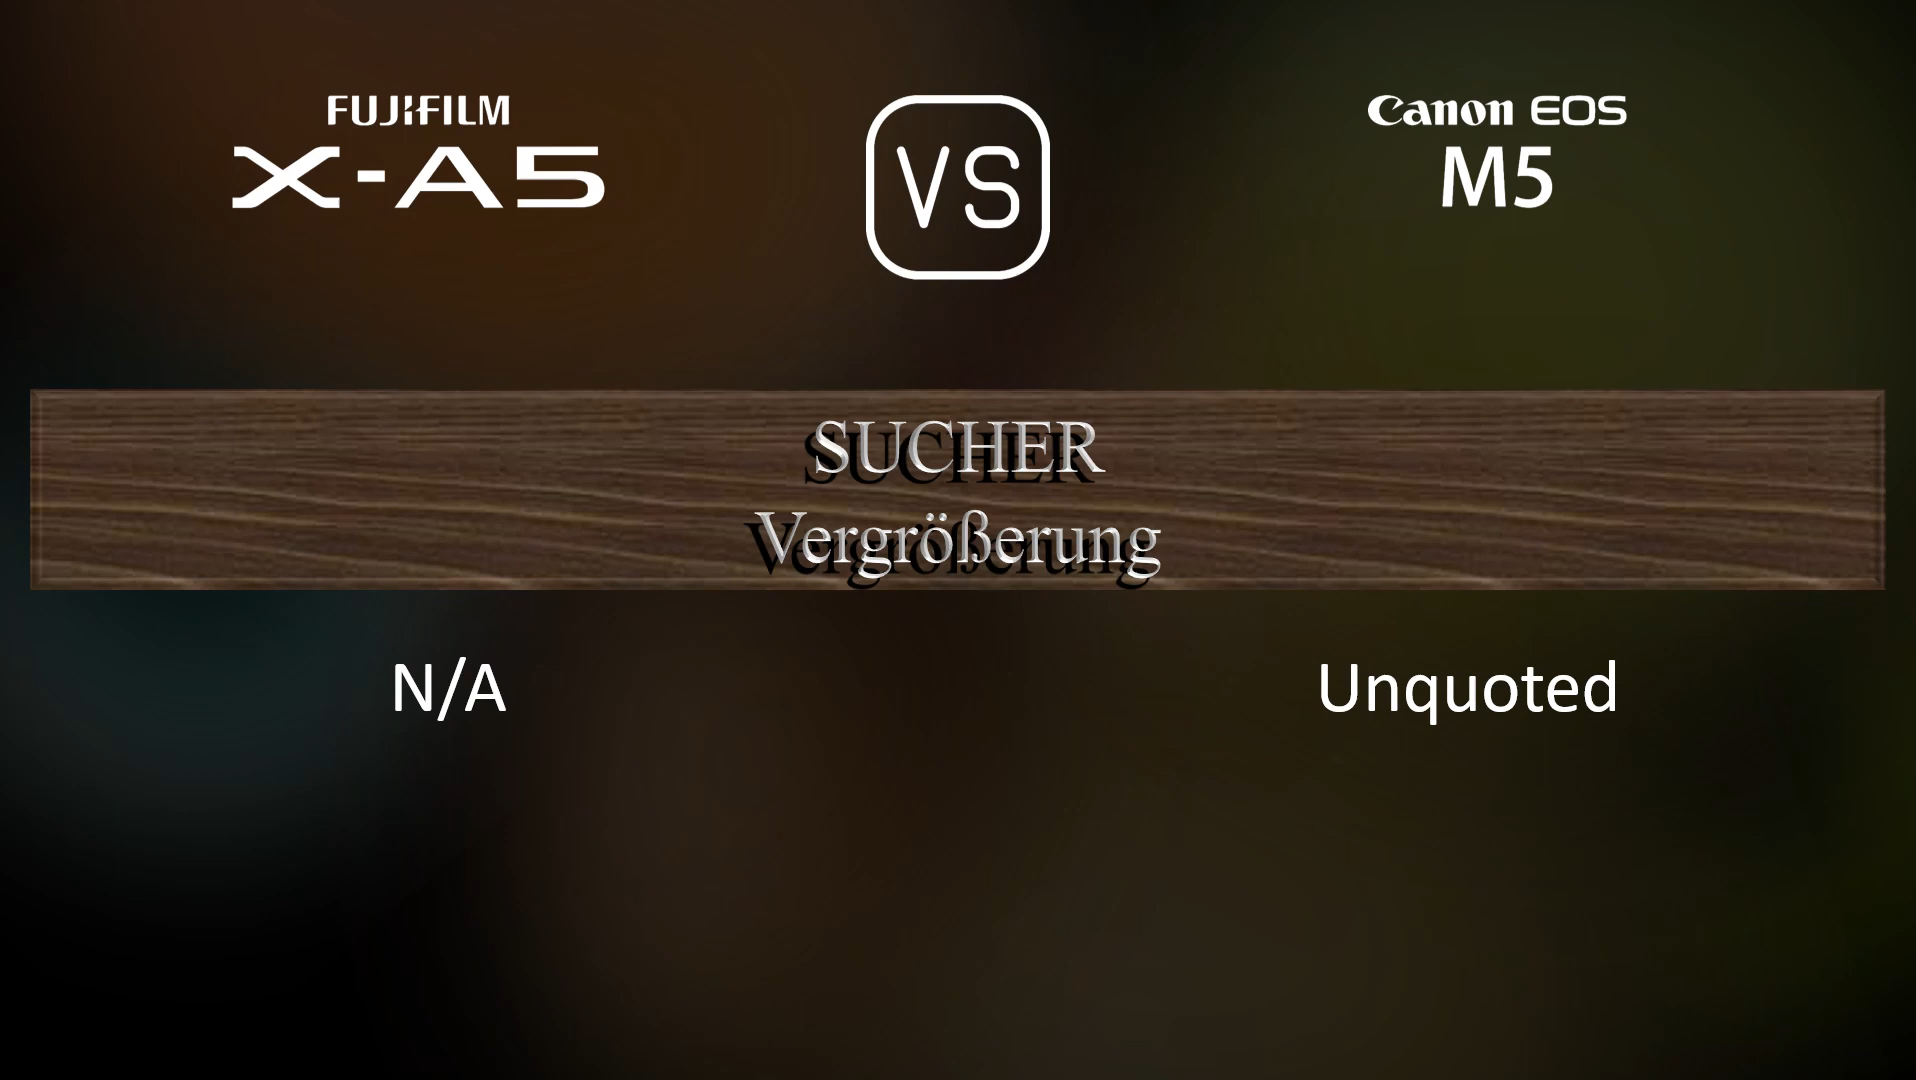 FUJIFILM
X-A5
VS
Canon EOS
M5
SUCHER
Vergrößerung
N/A
Unquoted